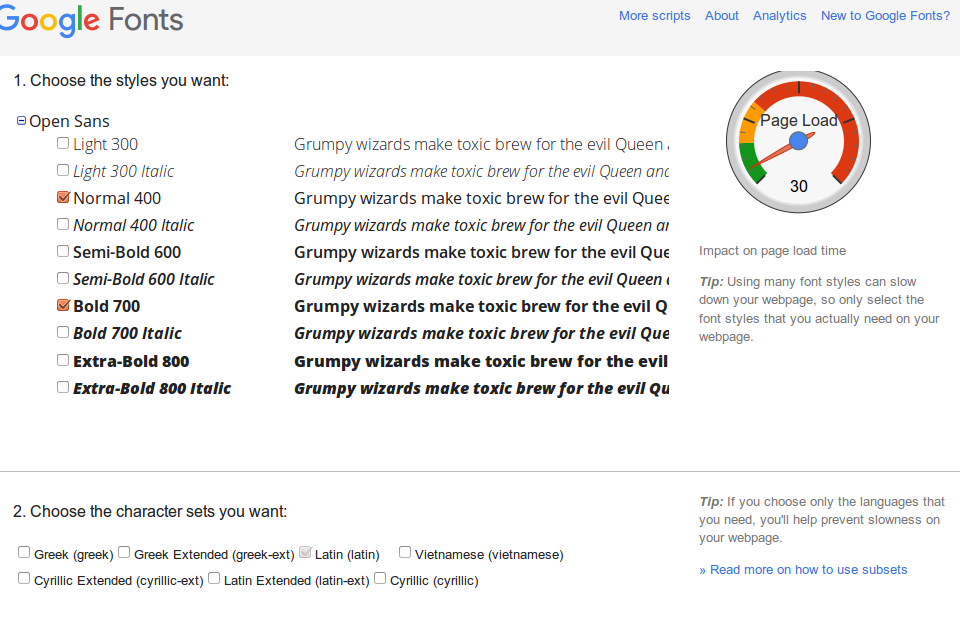 Google Fonts
More scripts About Analytics New to Google Fonts?
1. Choose the styles you want:
Open Sans
Light 300 Grumpy wizards make toxic brew for the evil Queen
Light 300 Italic Grumpy wizards make toxic brew for the evil Queen and
Normal 400 Grumpy wizards make toxic brew for the evil Quee
Normal 400 Italic Grumpy wizards make toxic brew for the evil Queen ar
Semi-Bold 600 Grumpy wizards make toxic brew for the evil Que
Semi-Bold 600 Italic Grumpy wizards make toxic brew for the evil Queen
Bold 700 Grumpy wizards make toxic brew for the evil Q
Bold 700 Italic Grumpy wizards make toxic brew for the evil Que
Extra-Bold 800 Grumpy wizards make toxic brew for the evil
Extra-Bold 800 Italic Grumpy wizards make toxic brew for the evil Qu
Page Load
30
Impact on page load time
Tip: Using many font styles can slow
down your webpage, so only select the
font styles that you actually need on your
webpage.
2. Choose the character sets you want:
Greek (greek) Greek Extended (greek-ext) Latin (latin) Vietnamese (vietnamese)
Cyrillic Extended (cyrillic-ext) Latin Extended (latin-ext) Cyrillic (cyrillic)
Tip: If you choose only the languages that
you need, you'll help prevent slowness on
your webpage.
» Read more on how to use subsets